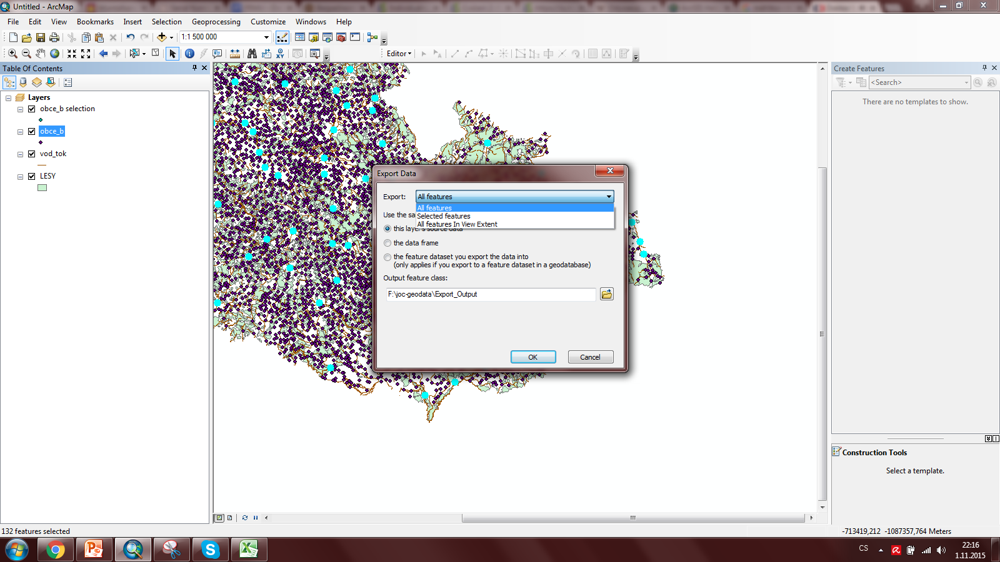 Untitled - ArcMap
File Edit View Bookmarks Insert Selection Geoprocessing Customize Windows Help
1:1 500 000
Editor
Table Of Contents
Layers
obce_b selection
obce_b
vod_tok
LESY
Export Data
Export: All features
All features
Selected features
All features In View Extent
Use the sa
this layer's source data
the data frame
the feature dataset you export the data into
(only applies if you export to a feature dataset in a geodatabase)
Output feature class:
F:\joc-geodata\Export_Output
OK Cancel
Create Features
<Search>
There are no templates to show.
Construction Tools
Select a template.
132 features selected
-713419,212 -1087357,764 Meters
CS
22:16
1.11.2015